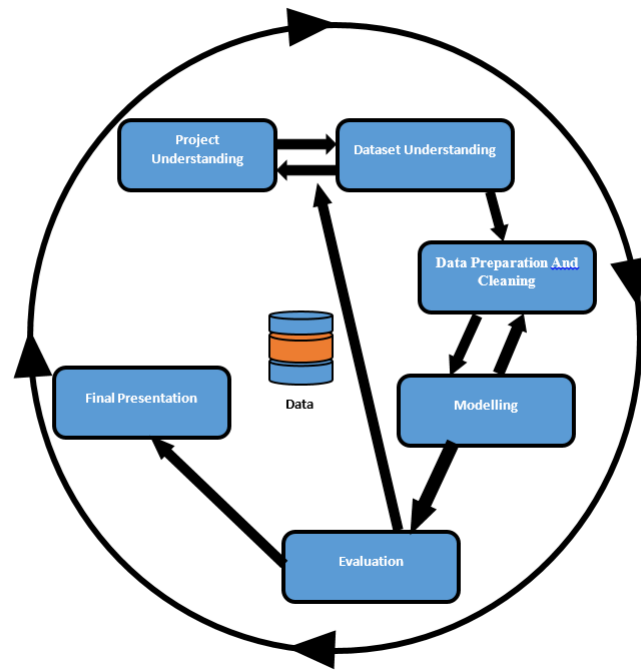 Project
Understanding
Dataset Understanding
Data Preparation And
Cleaning
Modelling
Final Presentation
Data
Evaluation